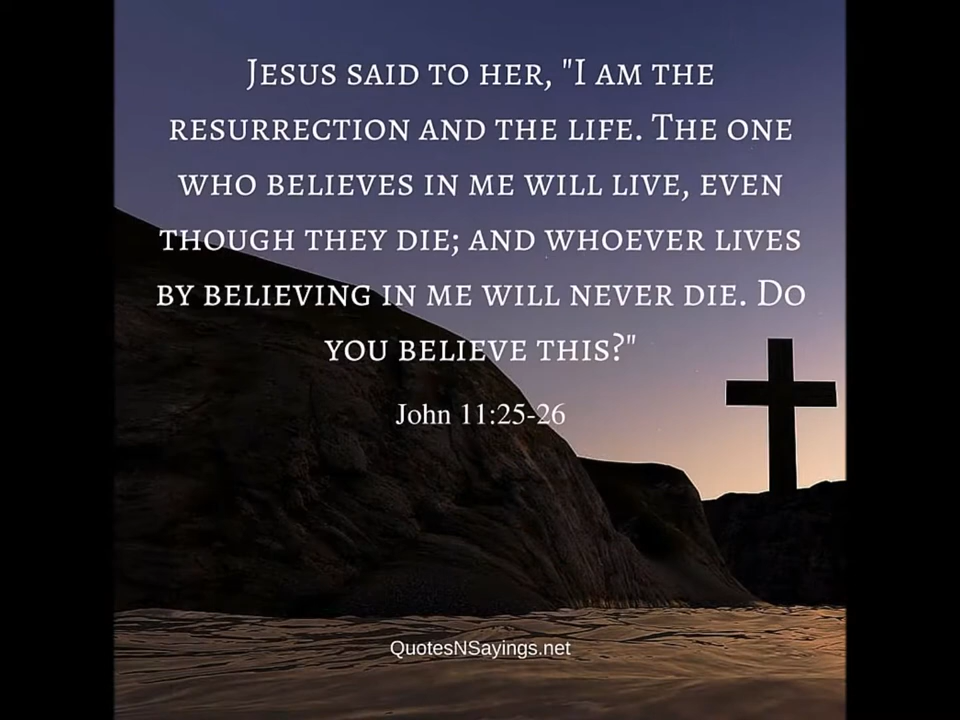 Jesus said to her, "I am the
resurrection and the life. The one
who believes in me will live, even
though they die; and whoever lives
by believing in me will never die. Do
you believe this?"
John 11:25-26
QuotesNSayings.net